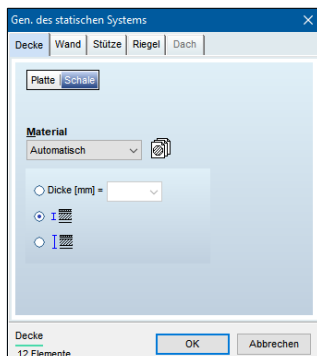 Gen. des statischen Systems
Decke Wand Stütze Riegel Dach
Platte Schale
Material
Automatisch
Dicke [mm] =
Decke
12 Elemente
OK Abbrechen